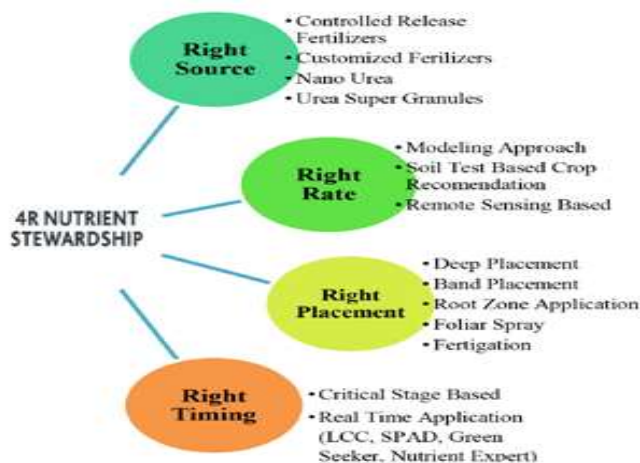 4R NUTRIENT
STEWARDSHIP
Right
Source
• Controlled Release
Fertilizers
• Customized Ferilizers
• Nano Urea
• Urea Super Granules
Right
Rate
• Modeling Approach
• Soil Test Based Crop
Recomendation
• Remote Sensing Based
Right
Placement
• Deep Placement
• Band Placement
• Root Zone Application
• Foliar Spray
• Fertigation
Right
Timing
• Critical Stage Based
• Real Time Application
(LCC, SPAD, Green
Seeker, Nutrient Expert)